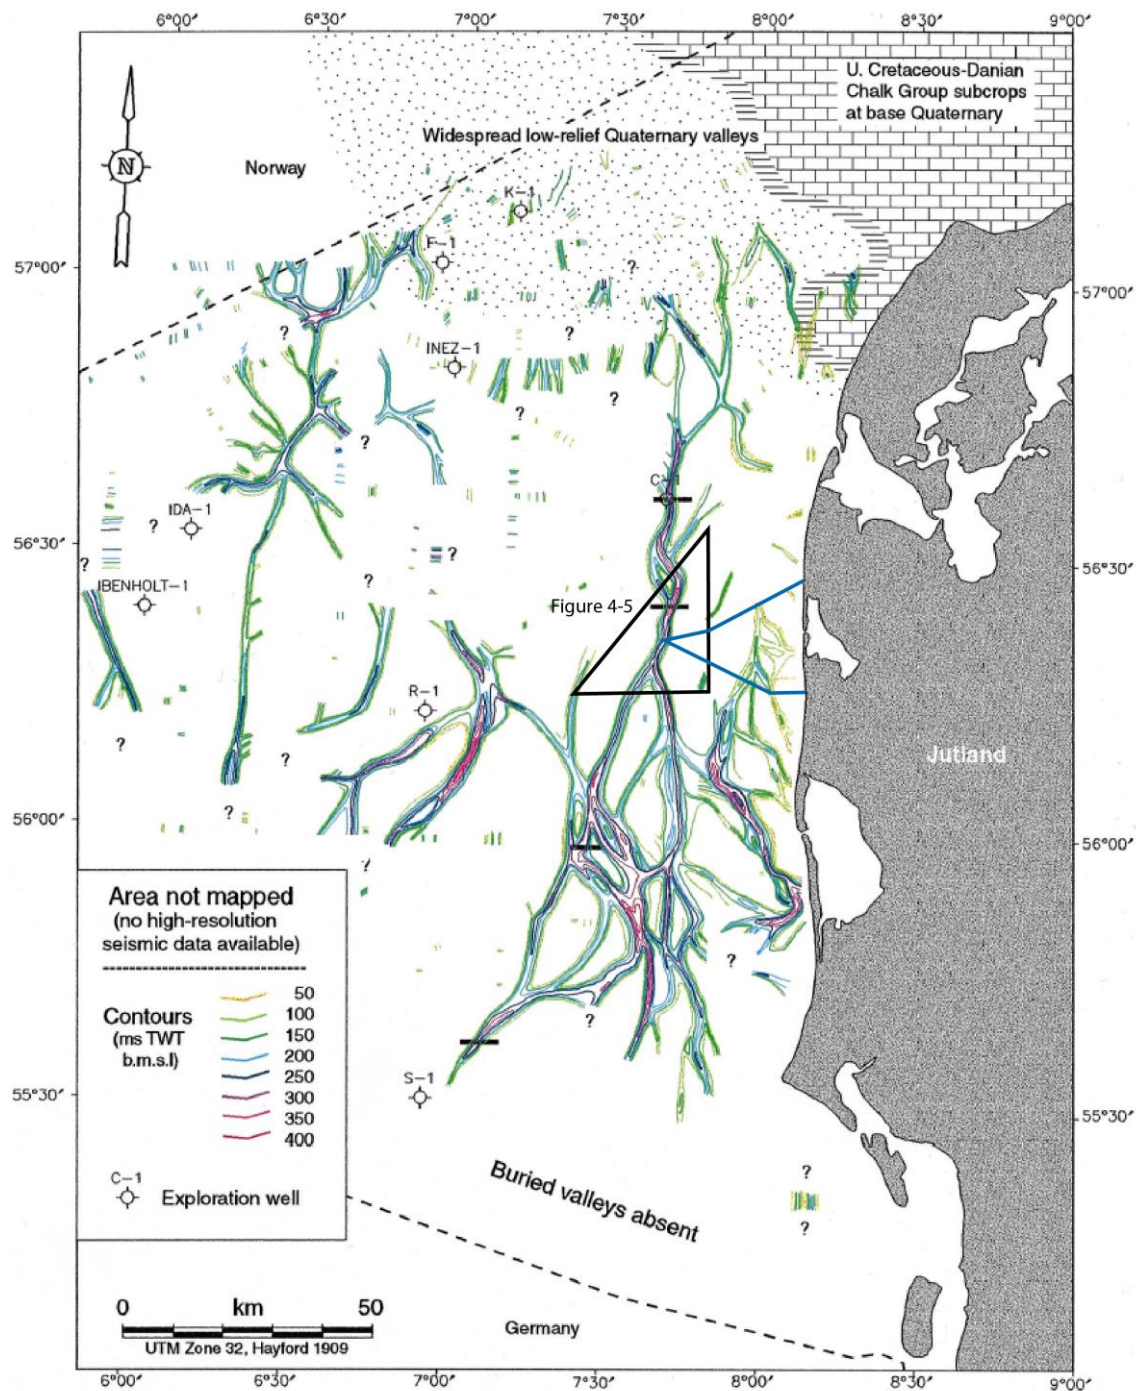 6°00′ 6°30′ 7°00′ 7°30′ 8°00′ 8°30′ 9°00′
U. Cretaceous-Danian
Chalk Group subcrops
at base Quaternary
Widespread low-relief Quaternary valleys
N
Norway
K-1
F-1
57°00′
?
57°00′
?
?
INEZ-1
?
?
?
C-1
IDA-1
?
56°30′
?
?
56°30′
IBENHOLT-1
?
Figure 4-5
R-1
?
?
Jutland
?
56°00′
56°00′
?
Area not mapped
(no high-resolution
seismic data available)
?
?
Contours
(ms TWT
b.m.s.l)
50
100
150
200
250
300
350
400
S-1
55°30′
55°30′
C-1
Exploration well
Buried valleys absent
?
?
0 km 50
UTM Zone 32, Hayford 1909
Germany
6°00′ 6°30′ 7°00′ 7°30′ 8°00′ 8°30′ 9°00′